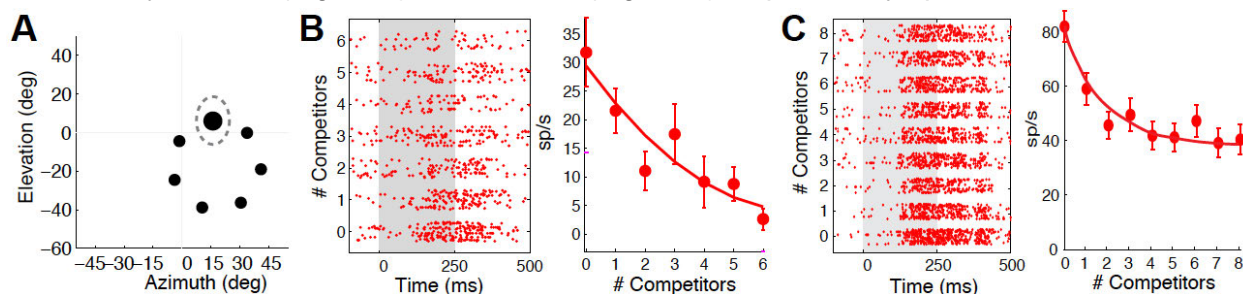 A
Elevation (deg)
40
20
0
−20
−40
−60
−45 −30 −15 0 15 30 45
Azimuth (deg)
B
# Competitors
6
5
4
3
2
1
0
0 250 500
Time (ms)
sp/s
35
30
25
20
15
10
5
0
0 1 2 3 4 5 6
# Competitors
C
# Competitors
8
7
6
5
4
3
2
1
0
0 250 500
Time (ms)
sp/s
80
60
40
20
0
0 1 2 3 4 5 6 7 8
# Competitors